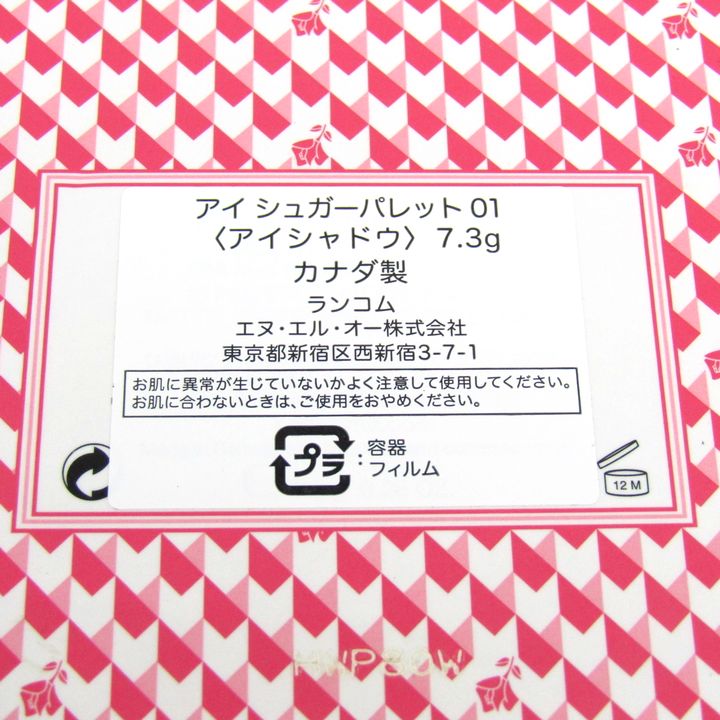 アイ シュガーパレット 01
〈アイシャドウ〉 7.3g
カナダ製
ランコム
エヌ・エル・オー株式会社
東京都新宿区西新宿3-7-1
お肌に異常が生じていないかよく注意して使用してください。
お肌に合わないときは、ご使用をおやめください。
プラ : 容器
フィルム
12 M